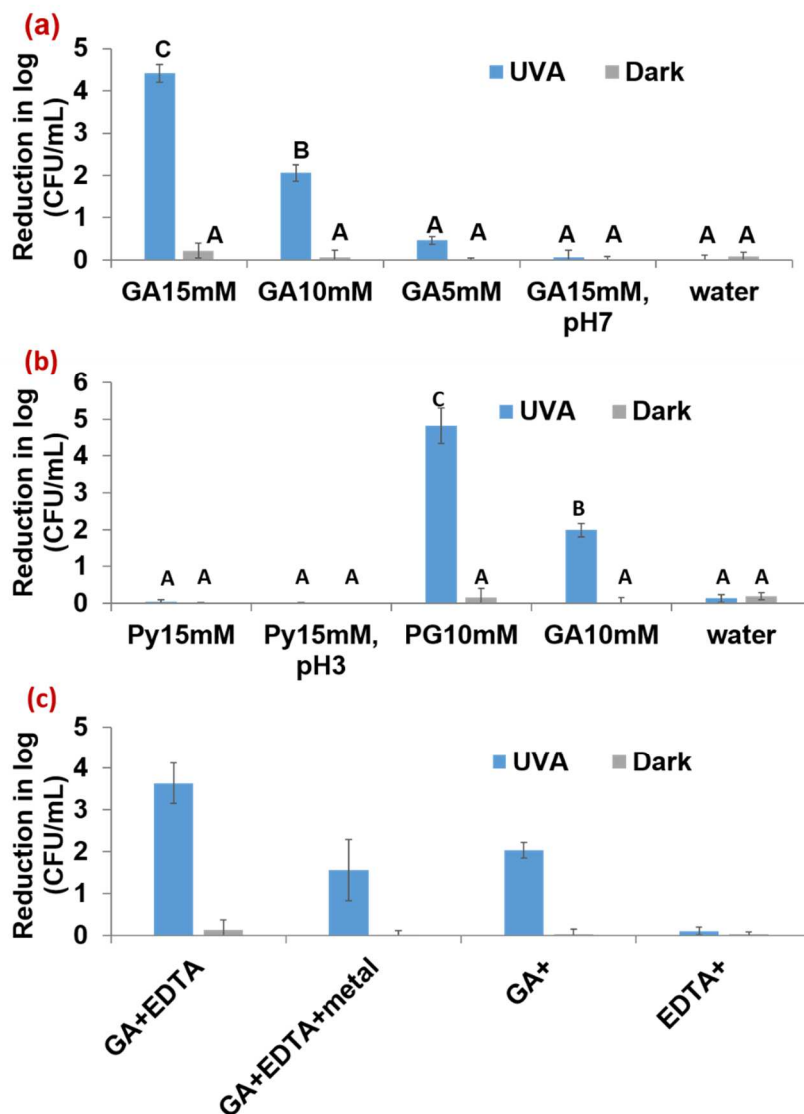 (a)
Reduction in log
(CFU/mL)
5
4
3
2
1
0
UVA Dark
C
A
B
A
A
A
A
A
A
A
GA15mM GA10mM GA5mM GA15mM, water
pH7
(b)
Reduction in log
(CFU/mL)
6
5
4
3
2
1
0
UVA Dark
A
A
A
A
C
A
B
A
A
A
Py15mM Py15mM, PG10mM GA10mM water
pH3
(c)
Reduction in log
(CFU/mL)
5
4
3
2
1
0
UVA Dark
GA+EDTA
GA+EDTA+metal
GA+
EDTA+